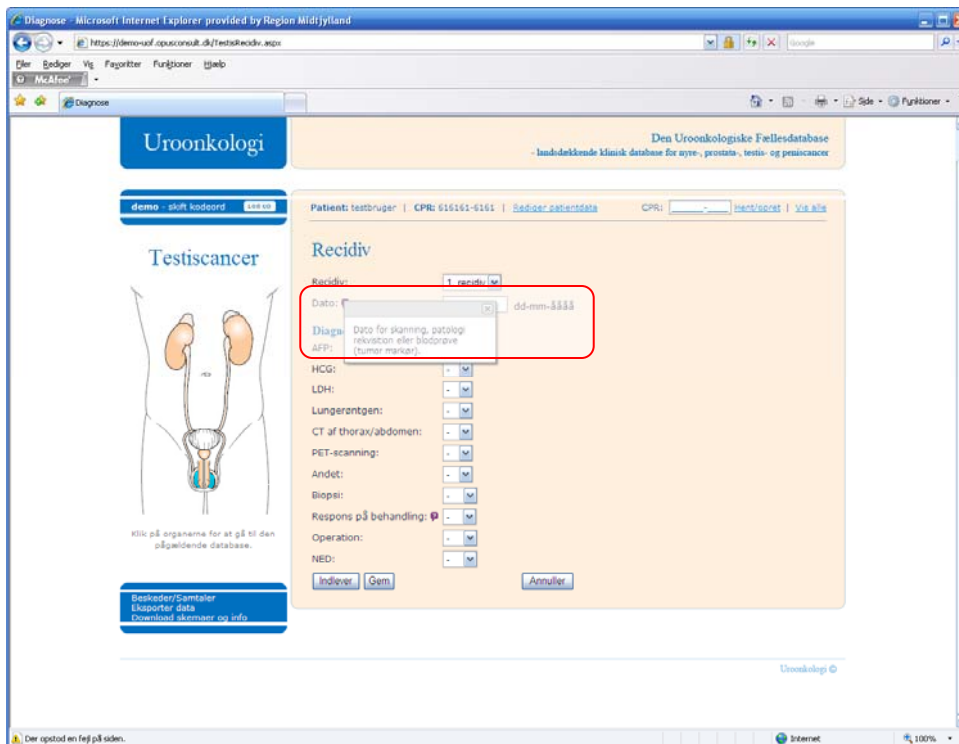 Diagnose - Microsoft Internet Explorer provided by Region Midtjylland
https://demo-uof.opusconsult.dk/TestisRecidiv.aspx
Google
Filer Rediger Vis Favoritter Funktioner Hjælp
McAfee
Diagnose
Side Funktioner
Uroonkologi
Den Uroonkologiske Fællesdatabase
- landsdækkende klinisk database for nyre-, prostata-, testis- og peniscancer
demo - skift kodeord LOG UD
Patient: testbruger | CPR: 616161-6161 | Rediger patientdata CPR: ______-____ Hent/opret | Vis alle
Testiscancer
Recidiv
Recidiv: 1. recidiv
Dato: dd-mm-åååå
Dato for skanning, patologi
rekvisition eller blodprøve
(tumor markør).
Diagn
AFP:
HCG: -
LDH: -
Lungerøntgen: -
CT af thorax/abdomen: -
PET-scanning: -
Andet: -
Biopsi: -
Respons på behandling: ? -
Operation: -
NED: -
Indlever Gem Annuller
Klik på organerne for at gå til den
pågældende database.
Beskeder/Samtaler
Eksporter data
Download skemaer og info
Uroonkologi ©
Der opstod en fejl på siden.
Internet
100%